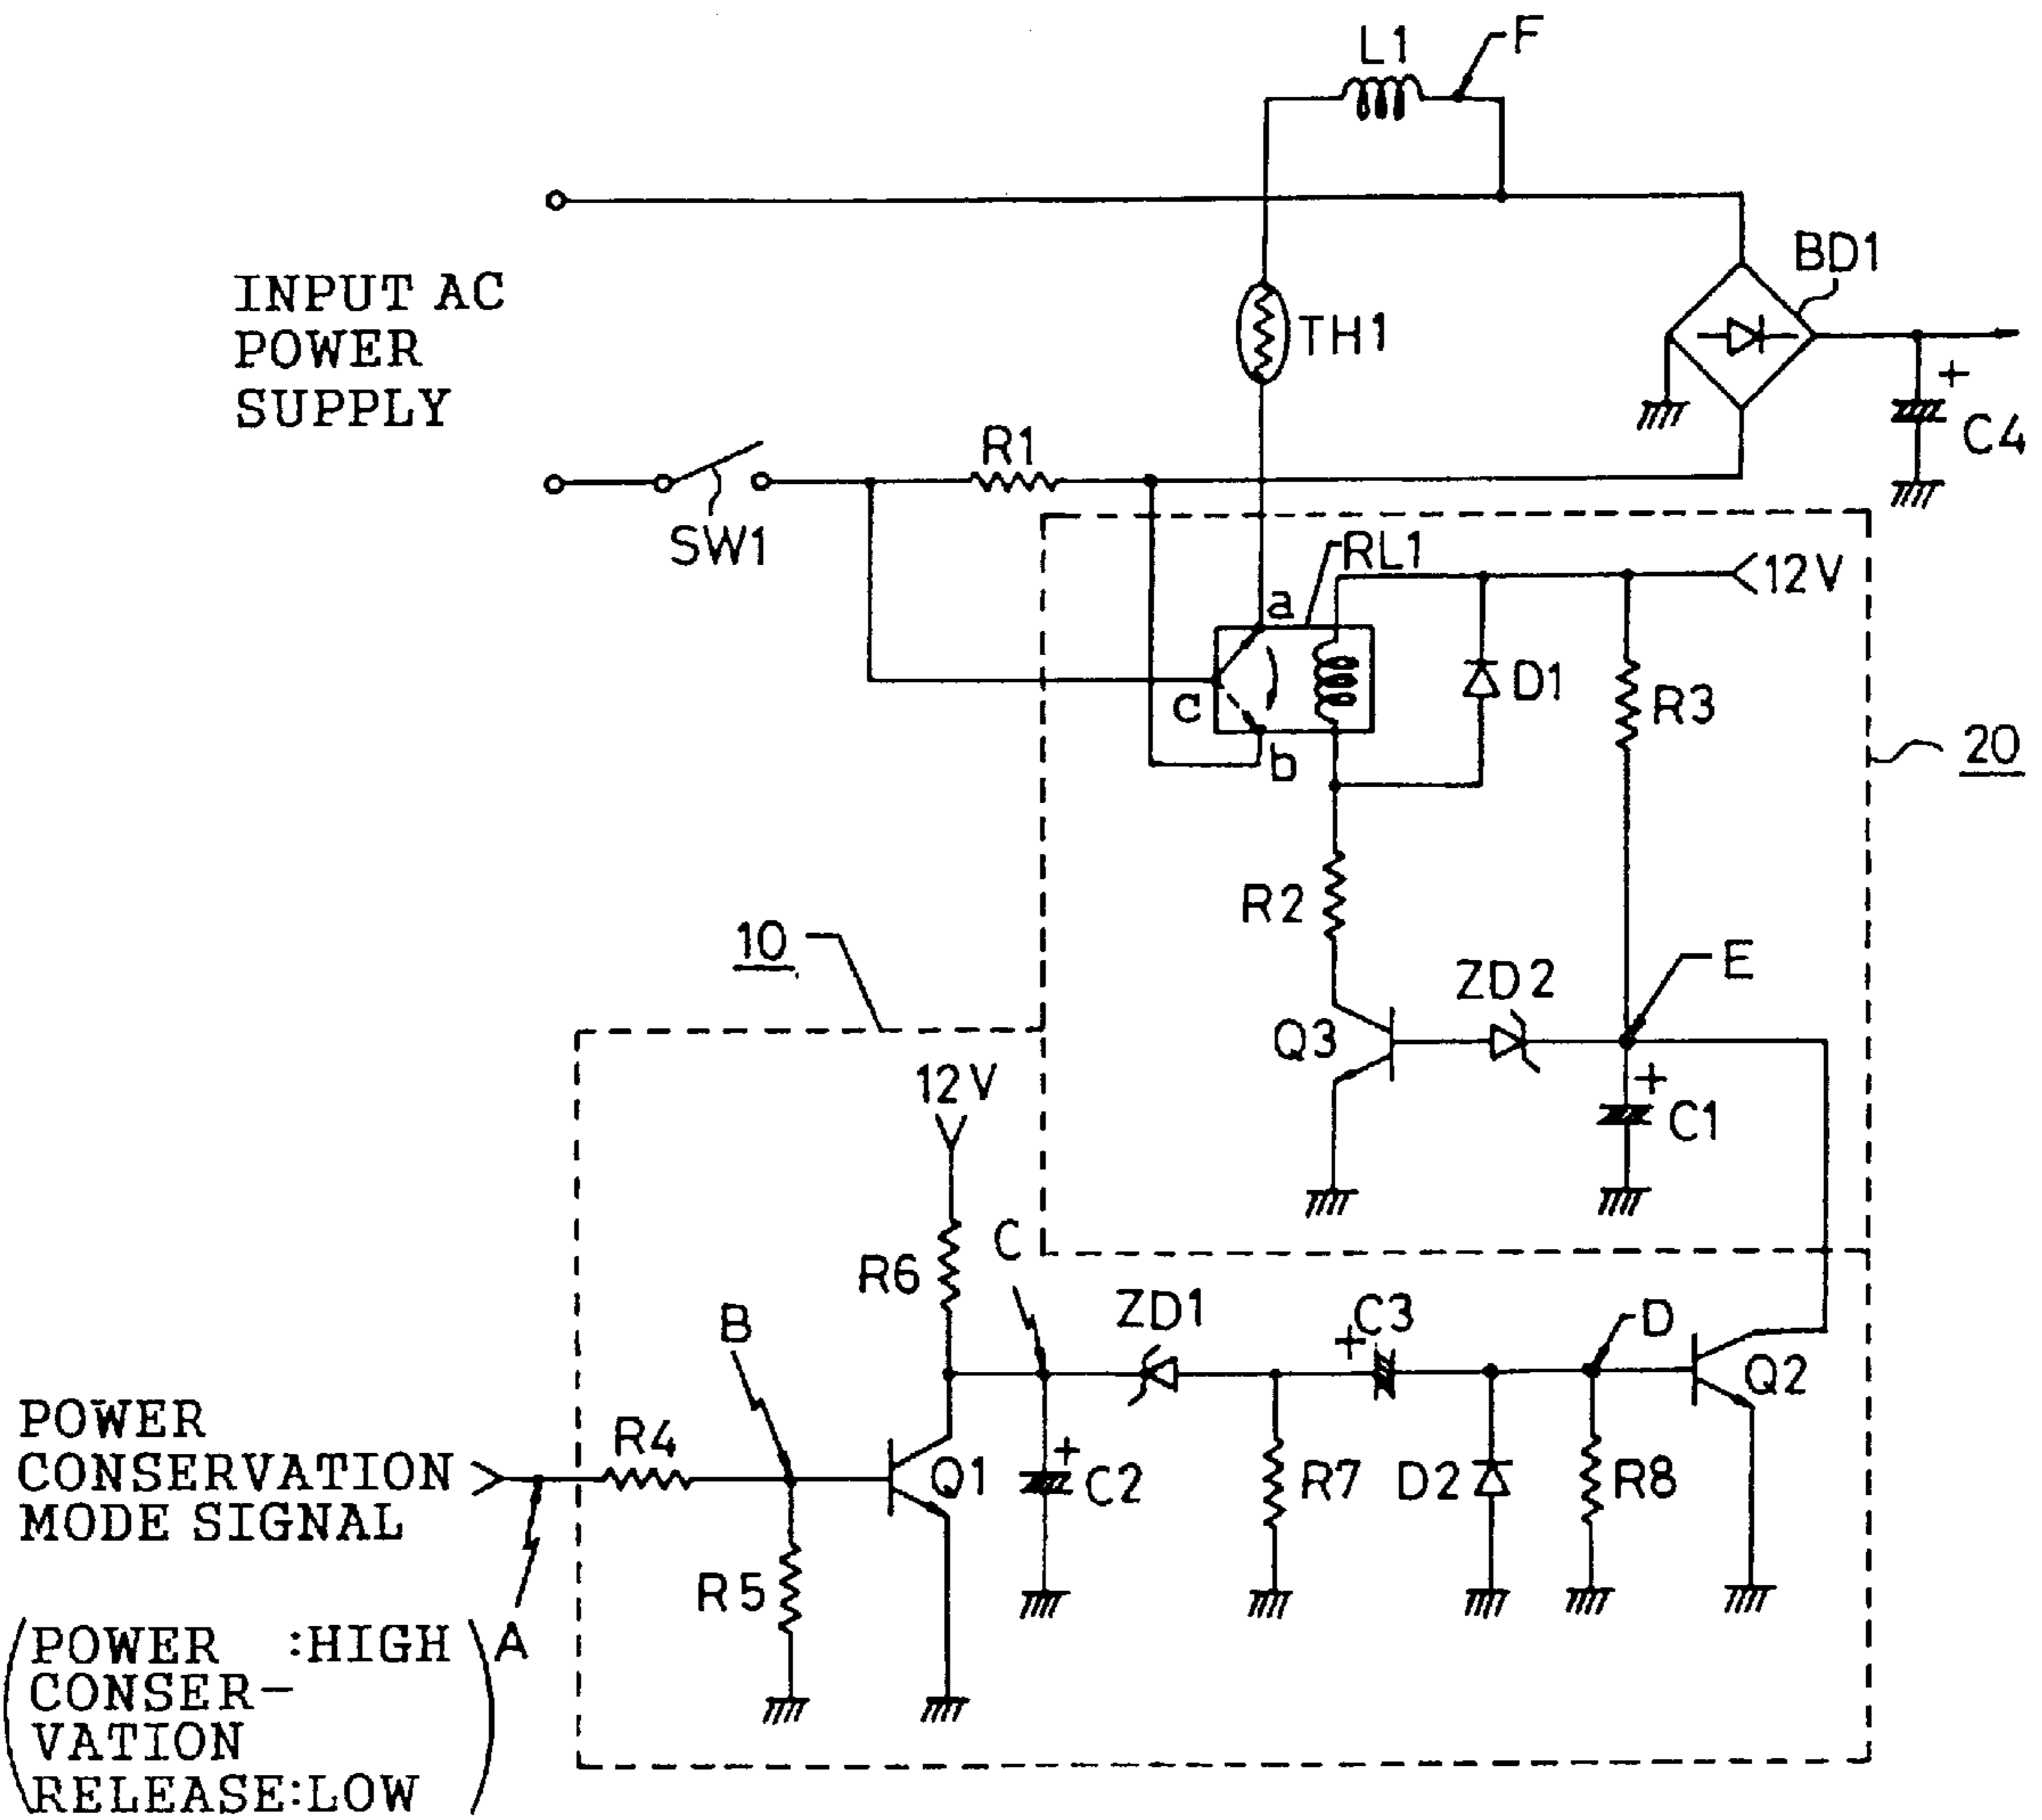 L1
F
INPUT AC
POWER
SUPPLY
BD1
TH1
+
C4
R1
SW1
RL1
12V
a
c
b
D1
R3
20
R2
10
ZD2
E
Q3
+
C1
12V
R6
C
ZD1
+
C3
D
B
Q2
POWER
CONSERVATION
MODE SIGNAL
R4
Q1
+
C2
R7
D2
R8
R5
A
POWER :HIGH
CONSER-
VATION
RELEASE:LOW